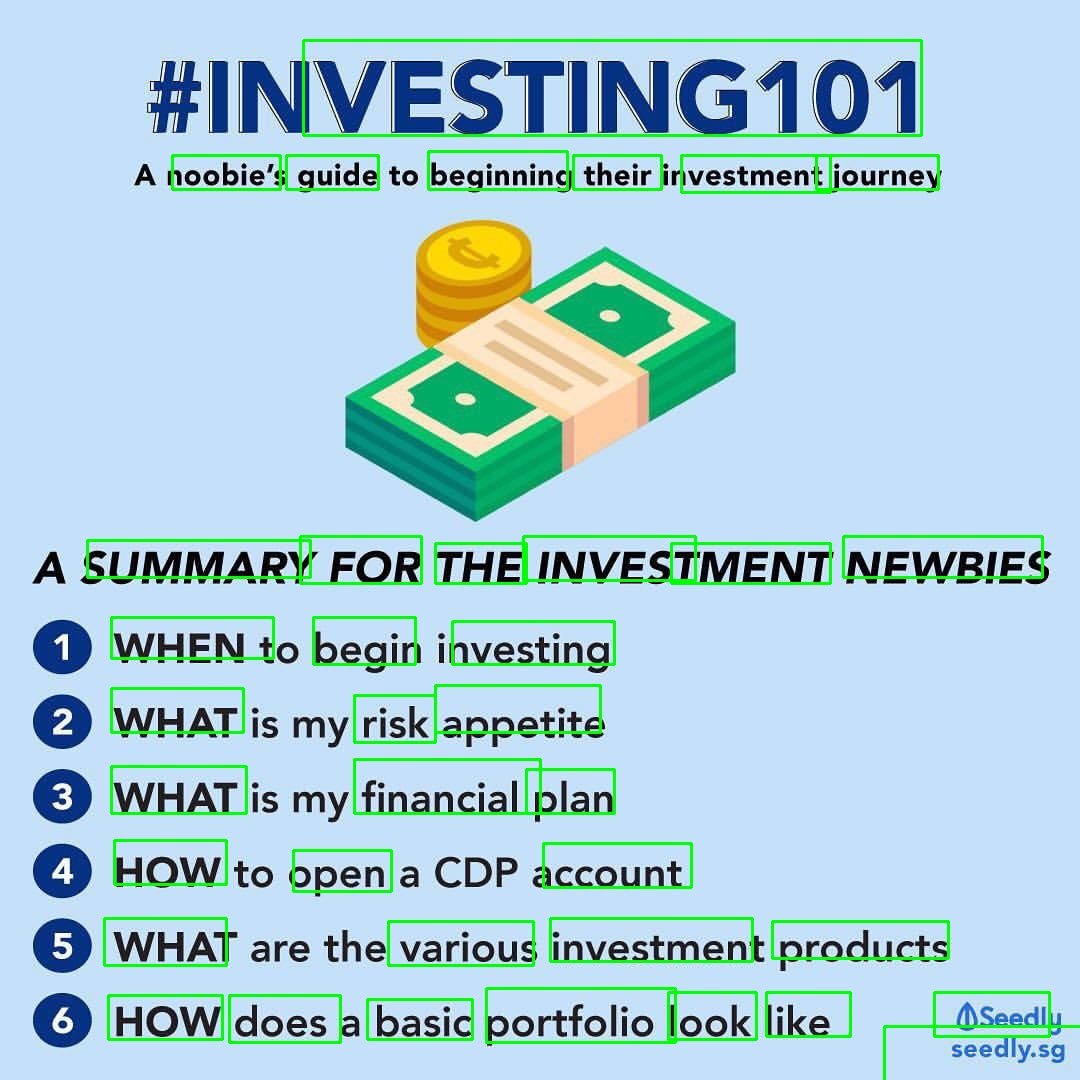 #INVESTING101
A noobie's guide to beginning their investment journey
A SUMMARY FOR THE INVESTMENT NEWBIES
1 WHEN to begin investing
2 WHAT is my risk appetite
3 WHAT is my financial plan
4 HOW to open a CDP account
5 WHAT are the various investment products
6 HOW does a basic portfolio look like
Seedly
seedly.sg